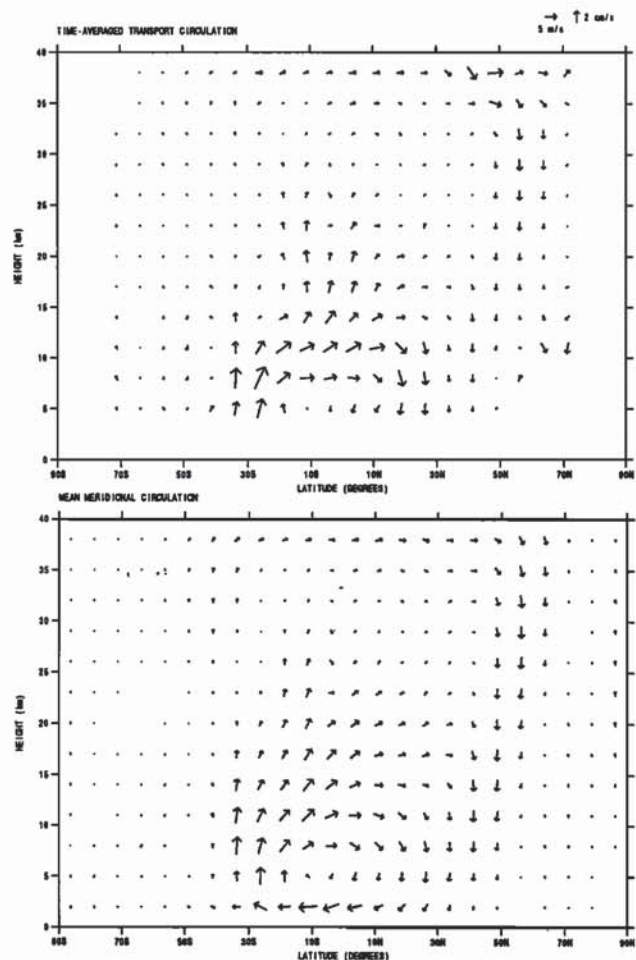 → ↑ 2 cm/s
5 m/s
TIME-AVERAGED TRANSPORT CIRCULATION
40
35
30
25
20
15
10
5
0
HEIGHT (km)
90S 70S 50S 30S 10S 10N 30N 50N 70N 90N
LATITUDE (DEGREES)
MEAN MERIDIONAL CIRCULATION
40
35
30
25
20
15
10
5
0
HEIGHT (km)
90S 70S 50S 30S 10S 10N 30N 50N 70N 90N
LATITUDE (DEGREES)